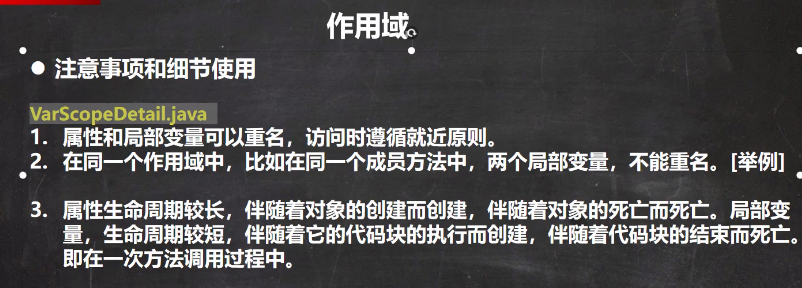 作用域
● 注意事项和细节使用
VarScopeDetail.java
1. 属性和局部变量可以重名，访问时遵循就近原则。
2. 在同一个作用域中，比如在同一个成员方法中，两个局部变量，不能重名。[举例]
3. 属性生命周期较长，伴随着对象的创建而创建，伴随着对象的死亡而死亡。局部变
量，生命周期较短，伴随着它的代码块的执行而创建，伴随着代码块的结束而死亡。
即在一次方法调用过程中。